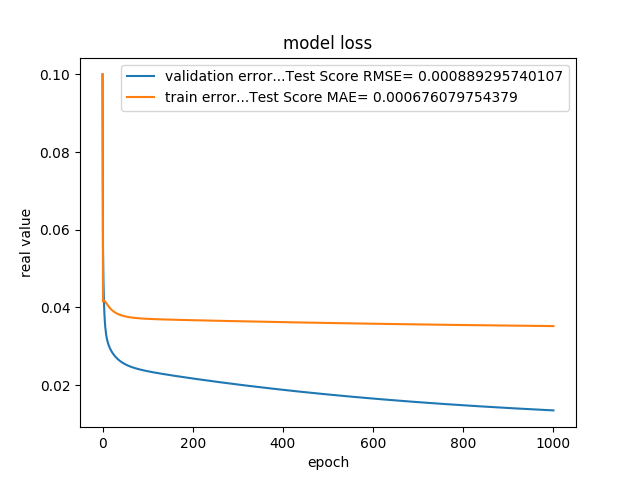 model loss
validation error...Test Score RMSE= 0.000889295740107
train error...Test Score MAE= 0.000676079754379
0.10
0.08
0.06
0.04
0.02
real value
0 200 400 600 800 1000
epoch